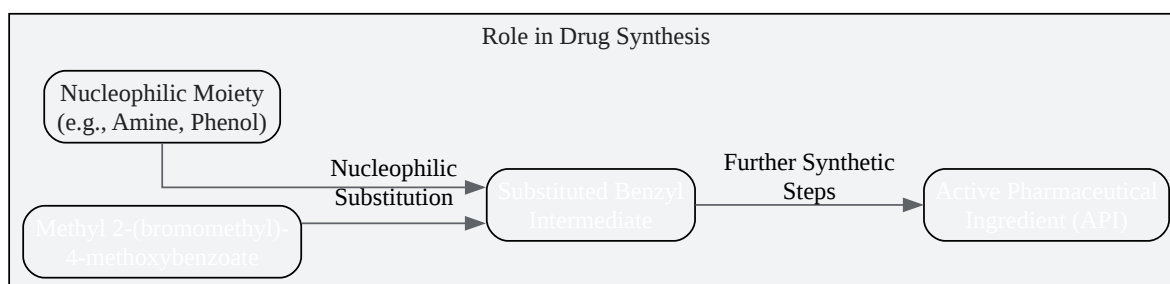 Role in Drug Synthesis
Nucleophilic Moiety
(e.g., Amine, Phenol)
Nucleophilic
Substitution
Methyl 2-(bromomethyl)-
4-methoxybenzoate
Substituted Benzyl
Intermediate
Further Synthetic
Steps
Active Pharmaceutical
Ingredient (API)